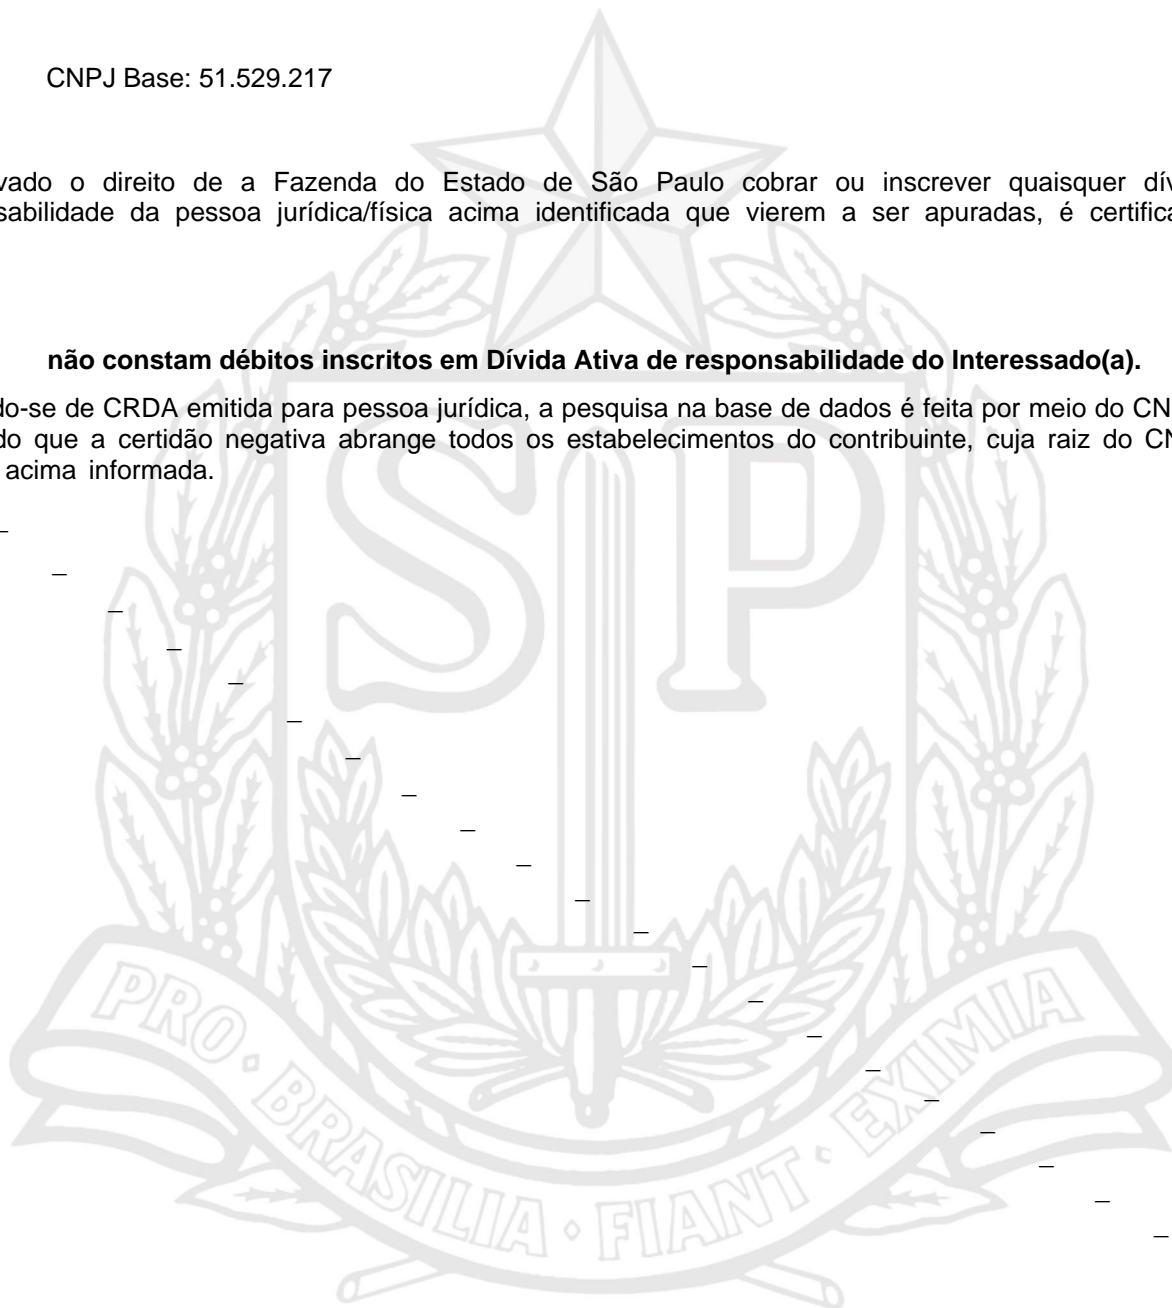 CNPJ Base: 51.529.217
vado o direito de a Fazenda do Estado de São Paulo cobrar ou inscrever quaisquer dív
sabilidade da pessoa jurídica/física acima identificada que vierem a ser apuradas, é certifica
não constam débitos inscritos em Dívida Ativa de responsabilidade do Interessado(a).
do-se de CRDA emitida para pessoa jurídica, a pesquisa na base de dados é feita por meio do CN
do que a certidão negativa abrange todos os estabelecimentos do contribuinte, cuja raiz do CN
acima informada.
SP
PRO · BRASILIA · FIANT · EXIMIA